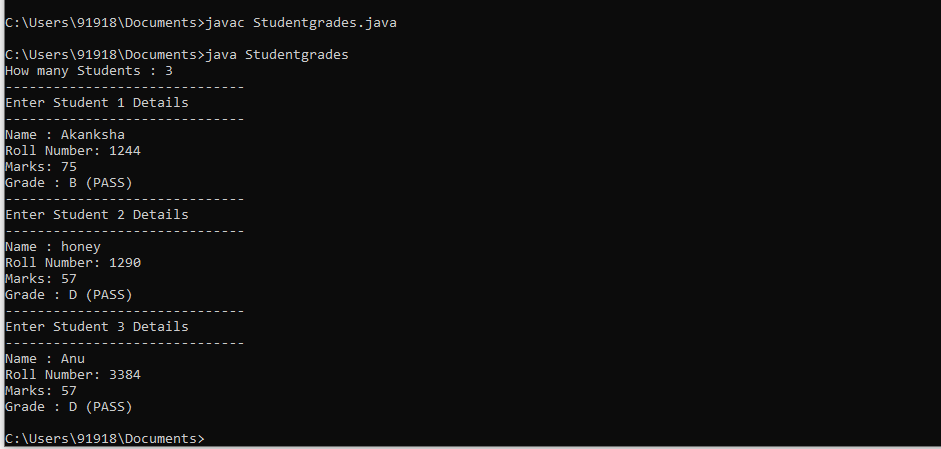 C:\Users\91918\Documents>javac Studentgrades.java
C:\Users\91918\Documents>java Studentgrades
How many Students : 3
------------------------------
Enter Student 1 Details
------------------------------
Name : Akanksha
Roll Number: 1244
Marks: 75
Grade : B (PASS)
------------------------------
Enter Student 2 Details
------------------------------
Name : honey
Roll Number: 1290
Marks: 57
Grade : D (PASS)
------------------------------
Enter Student 3 Details
------------------------------
Name : Anu
Roll Number: 3384
Marks: 57
Grade : D (PASS)
C:\Users\91918\Documents>